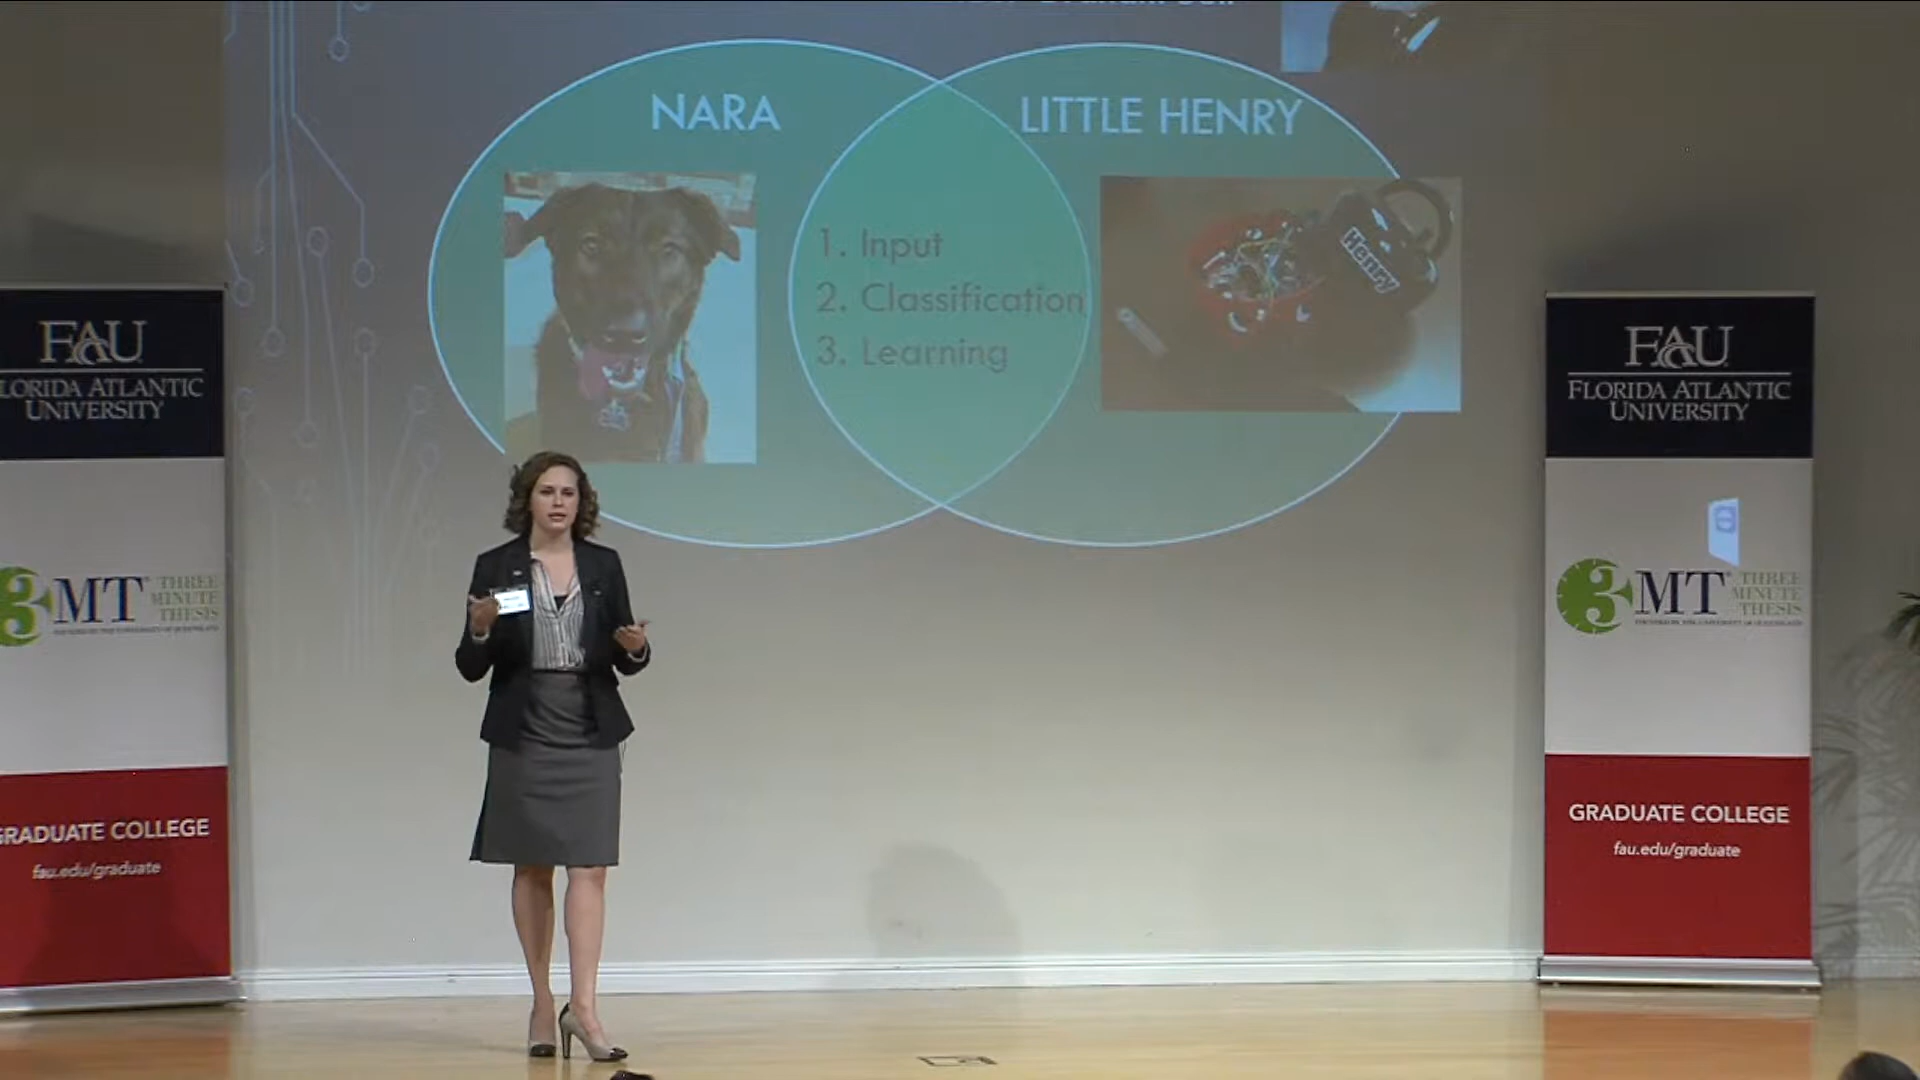 NARA
LITTLE HENRY
1. Input
2. Classification
3. Learning
Henry
FAU
LORIDA ATLANTIC
UNIVERSITY
3MT
THREE
MINUTE
THESIS
GRADUATE COLLEGE
fau.edu/graduate
FAU
FLORIDA ATLANTIC
UNIVERSITY
3MT
THREE
MINUTE
THESIS
GRADUATE COLLEGE
fau.edu/graduate